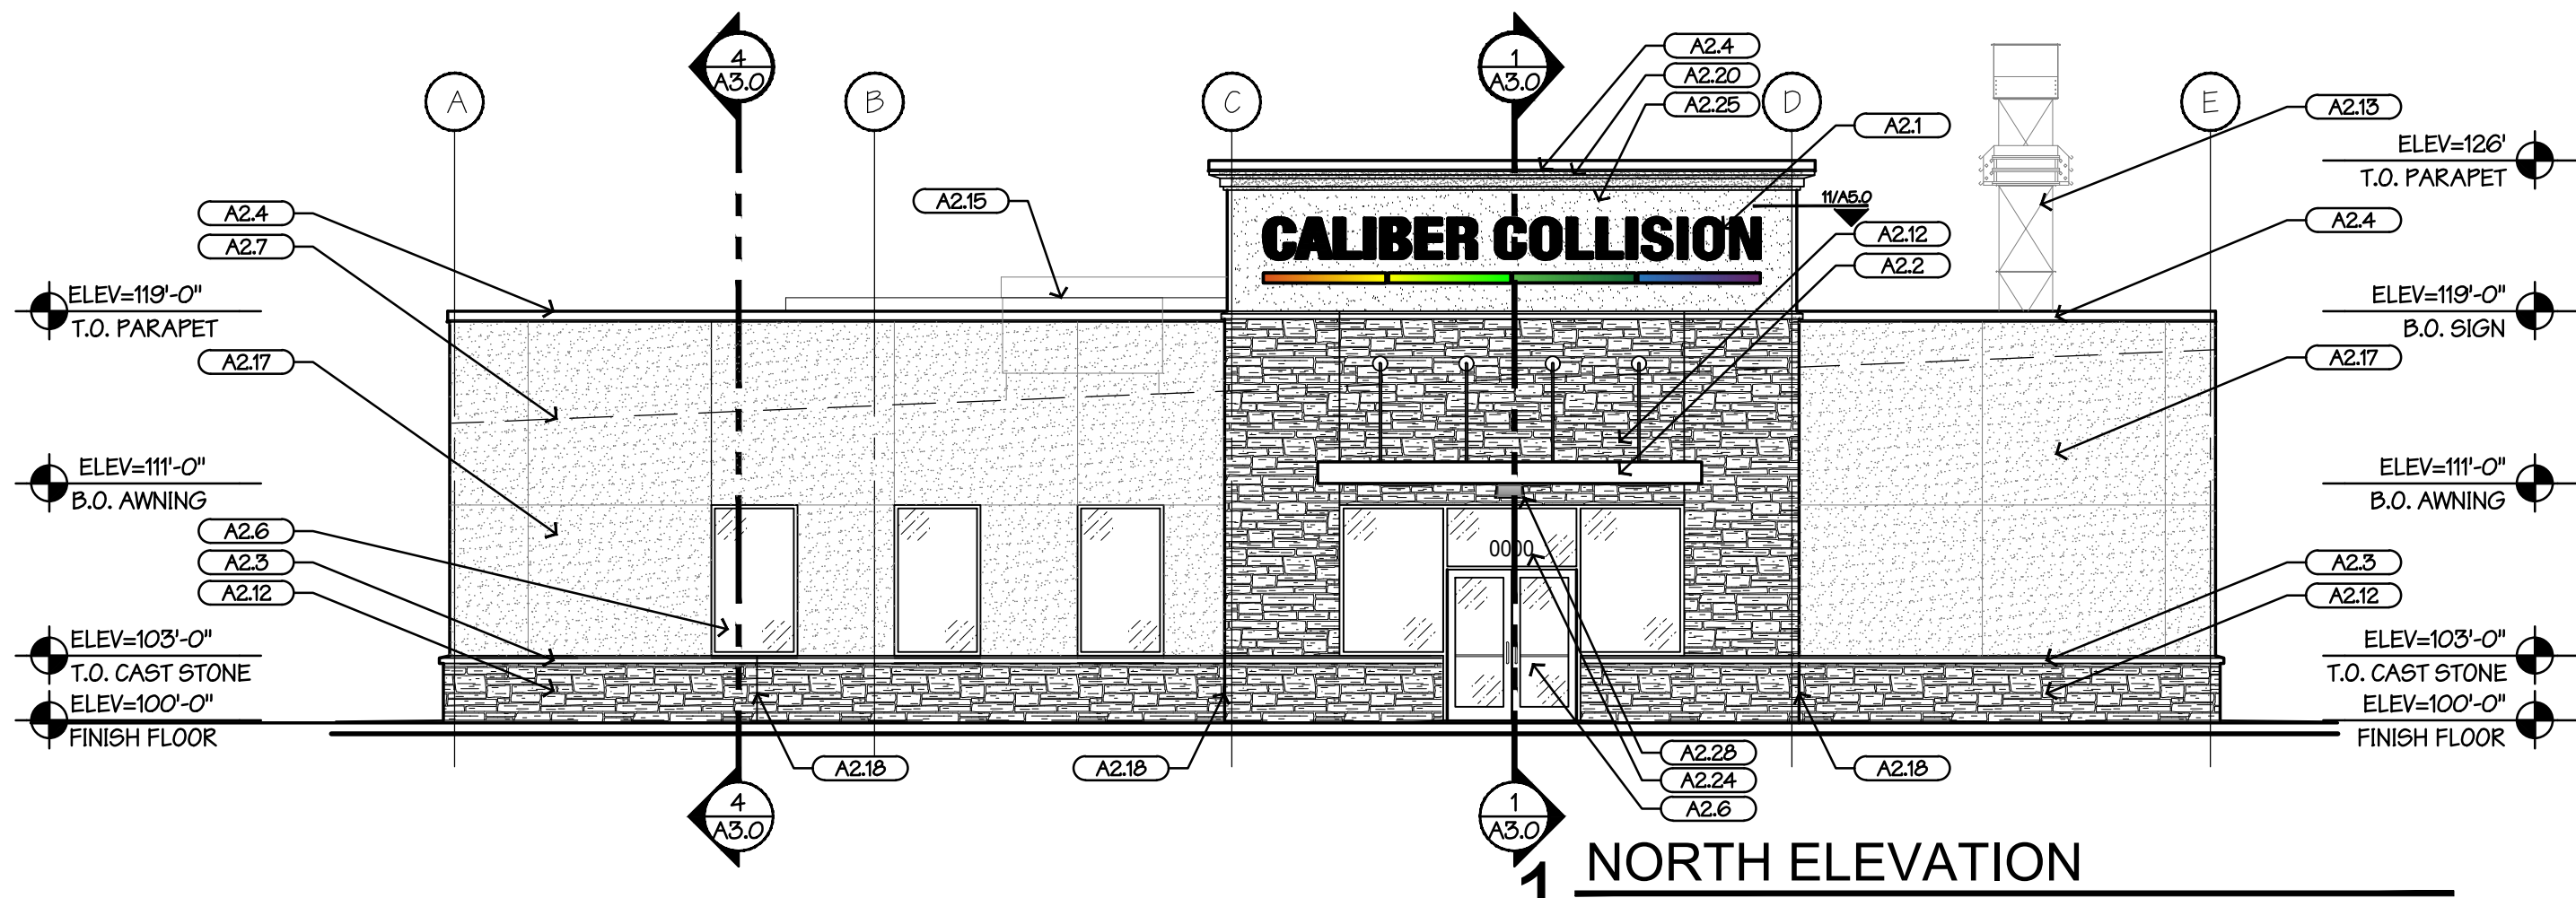 4
A3.0
1
A3.0
A
B
C
D
E
A2.4
A2.20
A2.25
A2.1
A2.13
ELEV=126'
T.O. PARAPET
A2.15
11/A5.0
A2.4
A2.7
A2.12
A2.2
A2.4
CALIBER COLLISION
ELEV=119'-0"
T.O. PARAPET
ELEV=119'-0"
B.O. SIGN
A2.17
A2.17
ELEV=111'-0"
B.O. AWNING
ELEV=111'-0"
B.O. AWNING
A2.6
A2.3
A2.12
0000
A2.3
A2.12
ELEV=103'-0"
T.O. CAST STONE
ELEV=103'-0"
T.O. CAST STONE
ELEV=100'-0"
FINISH FLOOR
ELEV=100'-0"
FINISH FLOOR
A2.18
A2.18
A2.28
A2.24
A2.6
A2.18
4
A3.0
1
A3.0
1 NORTH ELEVATION